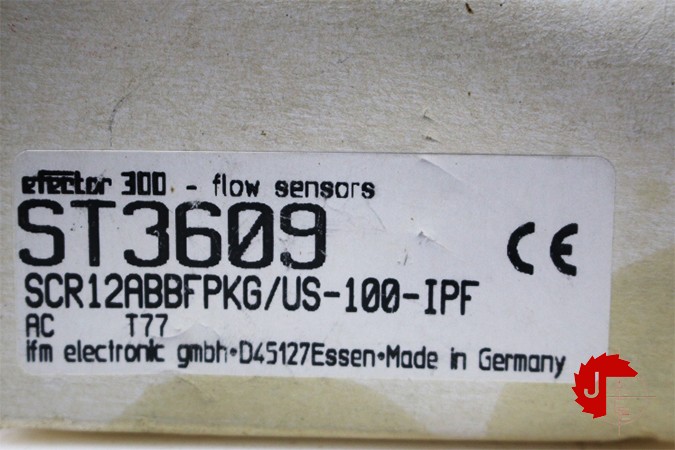 efector 300 - flow sensors
ST3609
CE
SCR12ABBFPKG/US-100-IPF
AC T77
ifm electronic gmbh•D45127Essen•Made in Germany
J